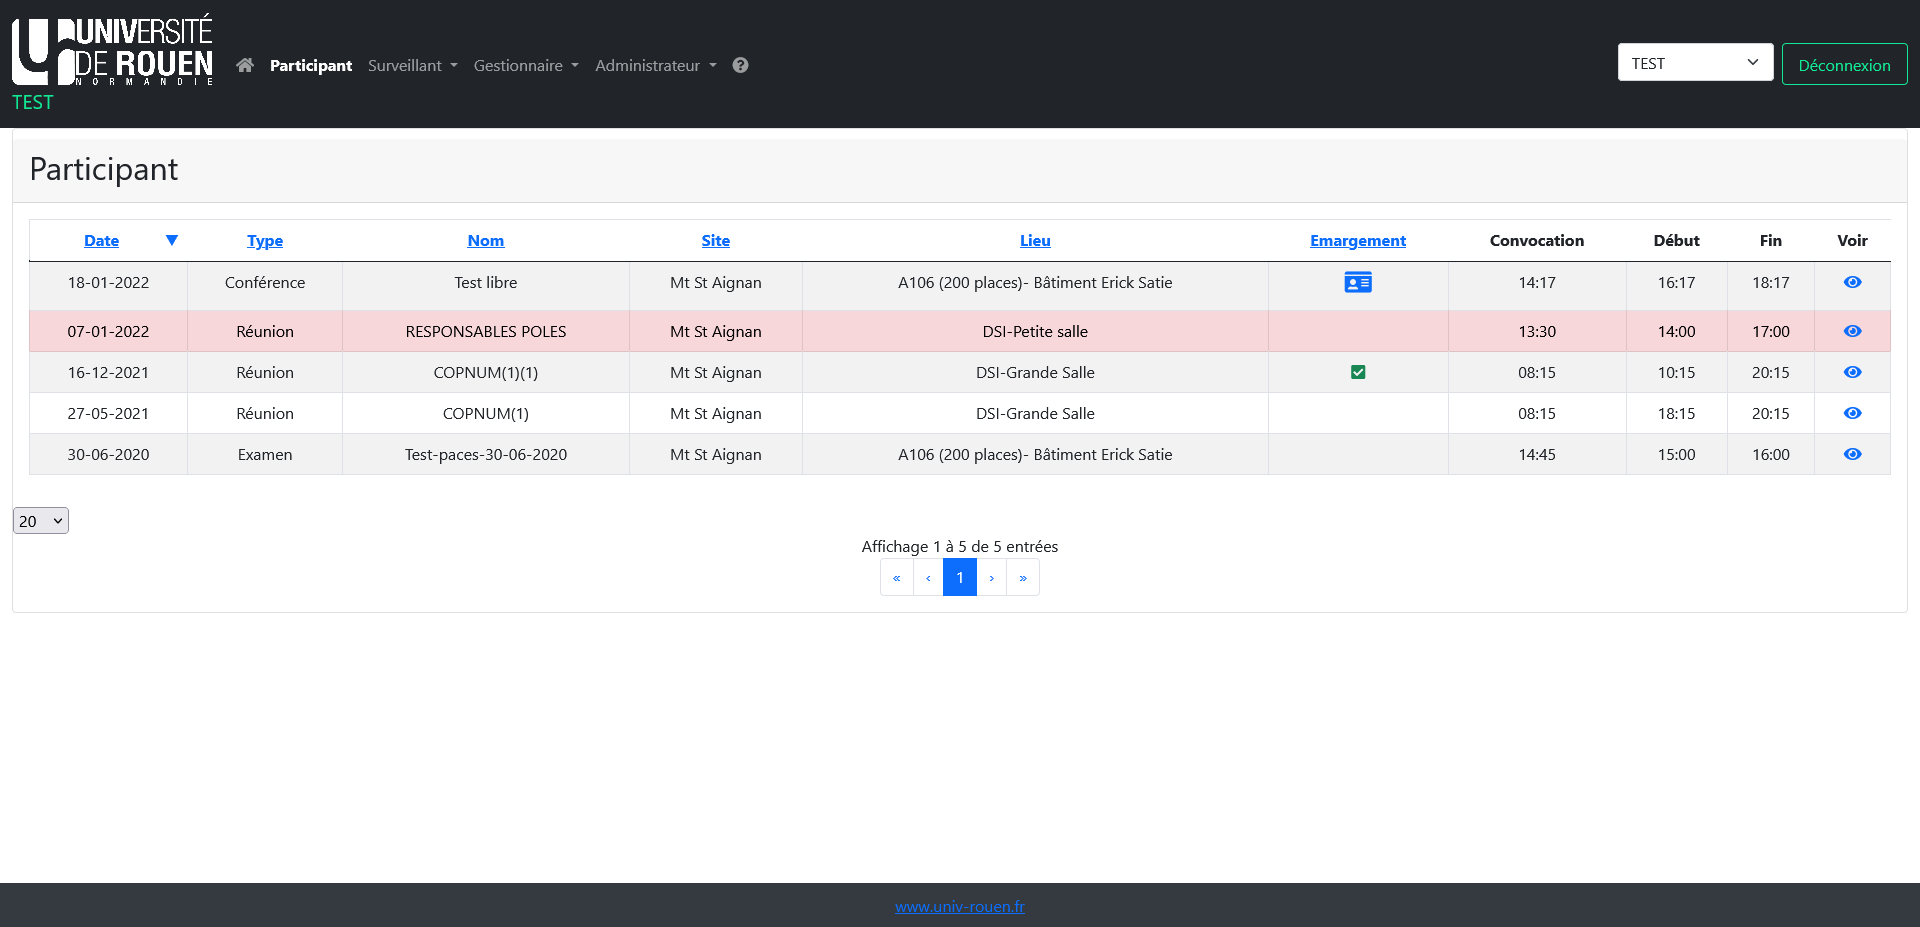 UNIVERSITÉ
DE ROUEN
NORMANDIE
Participant Surveillant Gestionnaire Administrateur
TEST Déconnexion
TEST
Participant
Date ▼ Type Nom Site Lieu Emargement Convocation Début Fin Voir
18-01-2022 Conférence Test libre Mt St Aignan A106 (200 places)- Bâtiment Erick Satie 14:17 16:17 18:17
07-01-2022 Réunion RESPONSABLES POLES Mt St Aignan DSI-Petite salle 13:30 14:00 17:00
16-12-2021 Réunion COPNUM(1)(1) Mt St Aignan DSI-Grande Salle 08:15 10:15 20:15
27-05-2021 Réunion COPNUM(1) Mt St Aignan DSI-Grande Salle 08:15 18:15 20:15
30-06-2020 Examen Test-paces-30-06-2020 Mt St Aignan A106 (200 places)- Bâtiment Erick Satie 14:45 15:00 16:00
20
Affichage 1 à 5 de 5 entrées
« ‹ 1 › »
www.univ-rouen.fr